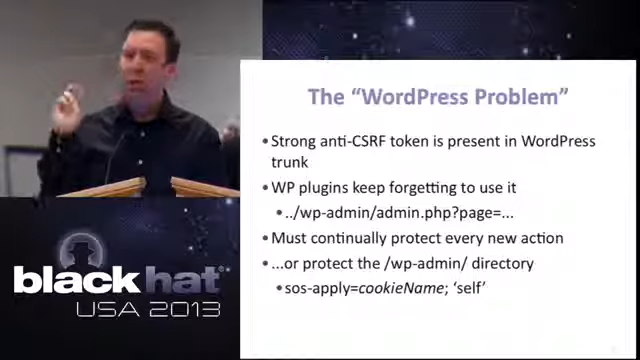 The “WordPress Problem”
• Strong anti-CSRF token is present in WordPress
trunk
• WP plugins keep forgetting to use it
• ../wp-admin/admin.php?page=...
• Must continually protect every new action
• ...or protect the /wp-admin/ directory
• sos-apply=cookieName; ‘self’
black hat®
USA 2013